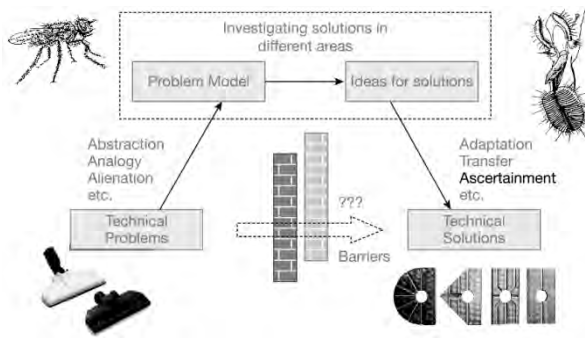 Investigating solutions in
different areas
Problem Model
Ideas for solutions
Abstraction
Analogy
Alienation
etc.
Adaptation
Transfer
Ascertainment
etc.
???
Technical
Problems
Technical
Solutions
Barriers